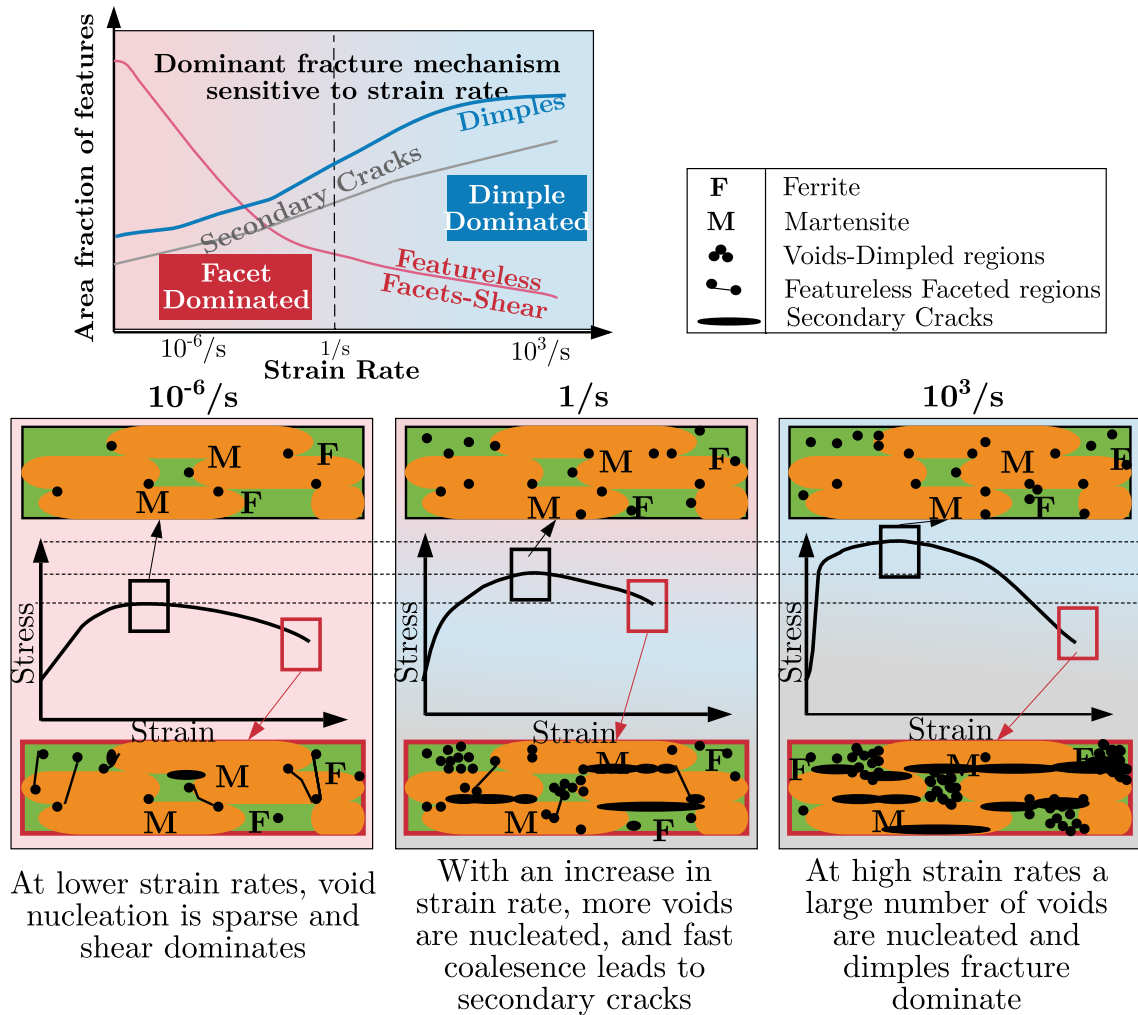 Area fraction of features
Dominant fracture mechanism
sensitive to strain rate
Dimples
Secondary Cracks
Dimple
Dominated
Facet
Dominated
Featureless
Facets-Shear
10⁻⁶/s
1/s
10³/s
Strain Rate
F Ferrite
M Martensite
Voids-Dimpled regions
Featureless Faceted regions
Secondary Cracks
10⁻⁶/s
M
F
M
F
Stress
Strain
M
F
M
F
At lower strain rates, void
nucleation is sparse and
shear dominates
1/s
M
F
M
F
Stress
Strain
M
F
M
F
With an increase in
strain rate, more voids
are nucleated, and fast
coalesence leads to
secondary cracks
10³/s
M
F
M
F
Stress
Strain
F
M
F
M
At high strain rates a
large number of voids
are nucleated and
dimples fracture
dominate